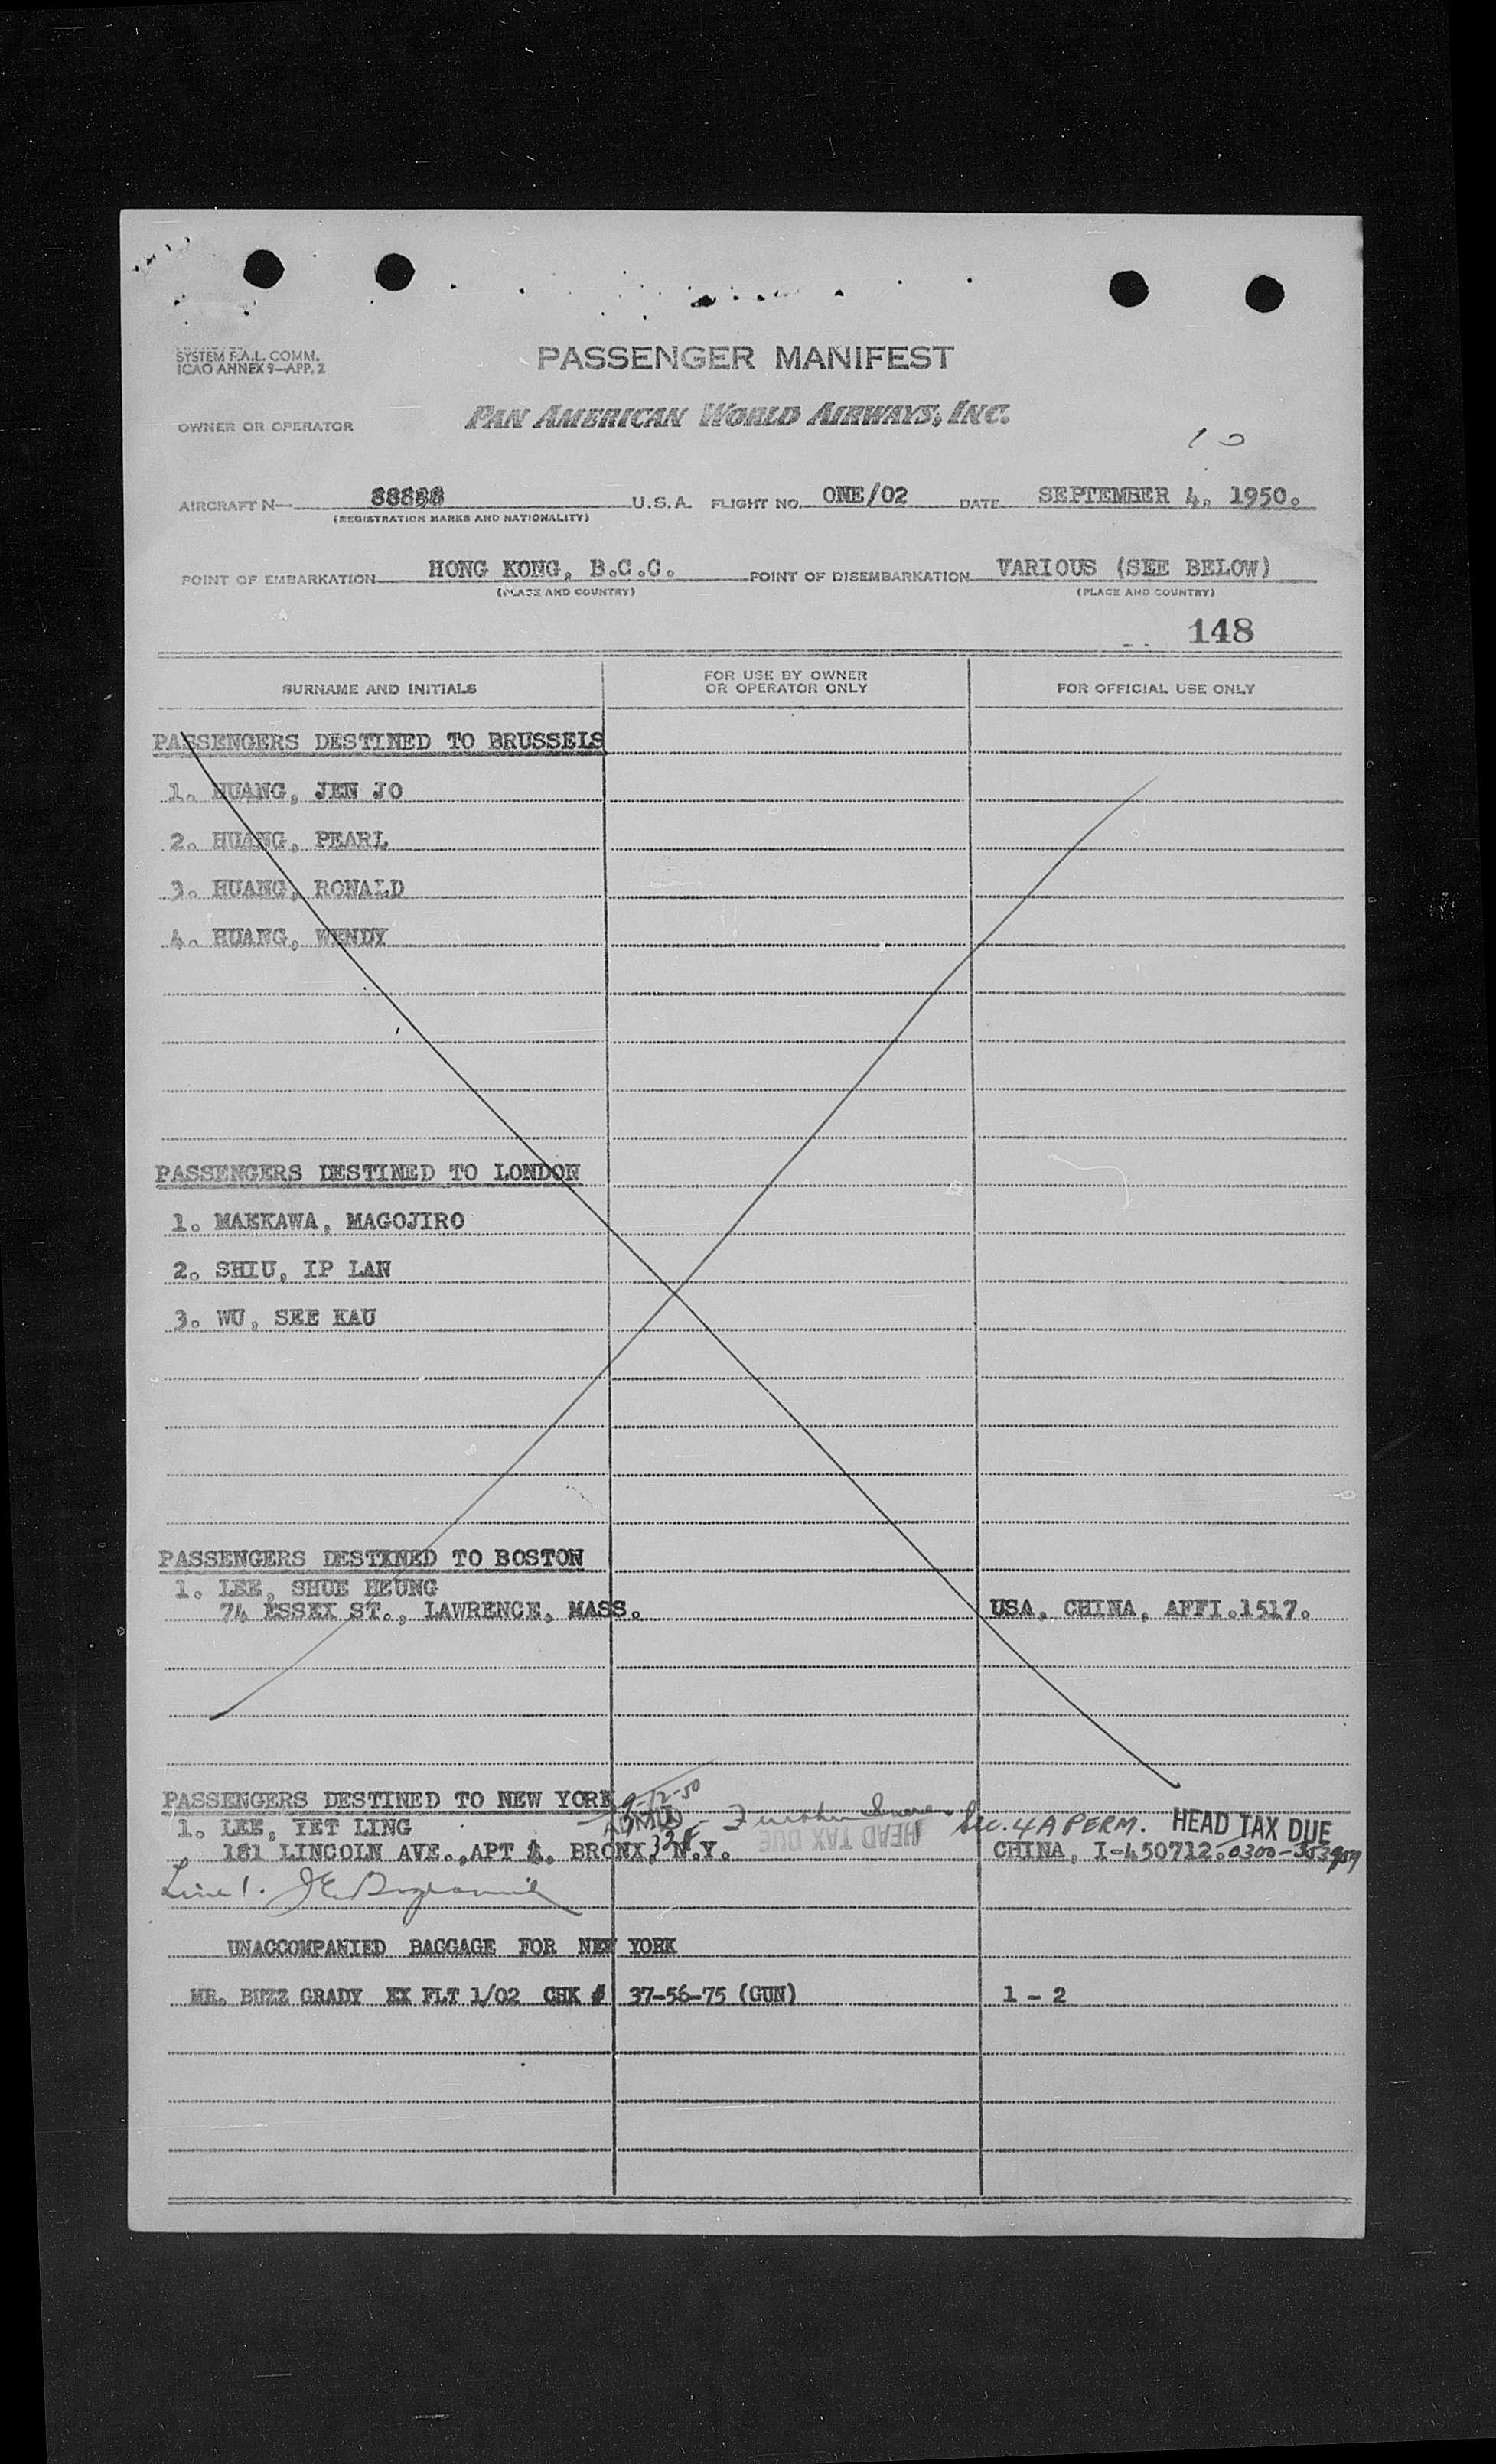 SYSTEM F.A.L. COMM.
ICAO ANNEX 9—APP. 2
PASSENGER MANIFEST
OWNER OR OPERATOR
PAN AMERICAN WORLD AIRWAYS, INC.
10
AIRCRAFT N— 88888 U.S.A. FLIGHT NO. ONE/02 DATE SEPTEMBER 4, 1950.
(REGISTRATION MARKS AND NATIONALITY)
POINT OF EMBARKATION HONG KONG, B.C.C. POINT OF DISEMBARKATION VARIOUS (SEE BELOW)
(PLACE AND COUNTRY) (PLACE AND COUNTRY)
148
SURNAME AND INITIALS FOR USE BY OWNER OR OPERATOR ONLY FOR OFFICIAL USE ONLY
PASSENGERS DESTINED TO BRUSSELS
1. HUANG, JEN JO
2. HUANG, PEARL
3. HUANG, RONALD
4. HUANG, WENDY
PASSENGERS DESTINED TO LONDON
1. MAEKAWA, MAGOJIRO
2. SHIU, IP LAN
3. WU, SEE KAU
PASSENGERS DESTINED TO BOSTON
1. LEE, SHUE HEUNG
74 ESSEX ST., LAWRENCE, MASS. USA, CHINA, AFFI.1517.
PASSENGERS DESTINED TO NEW YORK 9-12-50
1. LEE, YET LING Sec. 4A PERM. HEAD TAX DUE
181 LINCOLN AVE., APT BRONX, N.Y. HEAD TAX DUE CHINA, I-450712.
Line 1.
UNACCOMPANIED BAGGAGE FOR NEW YORK
MR. BUZZ GRADY EX FLT 1/02 CHK # 37-56-75 (GUN) 1 - 2